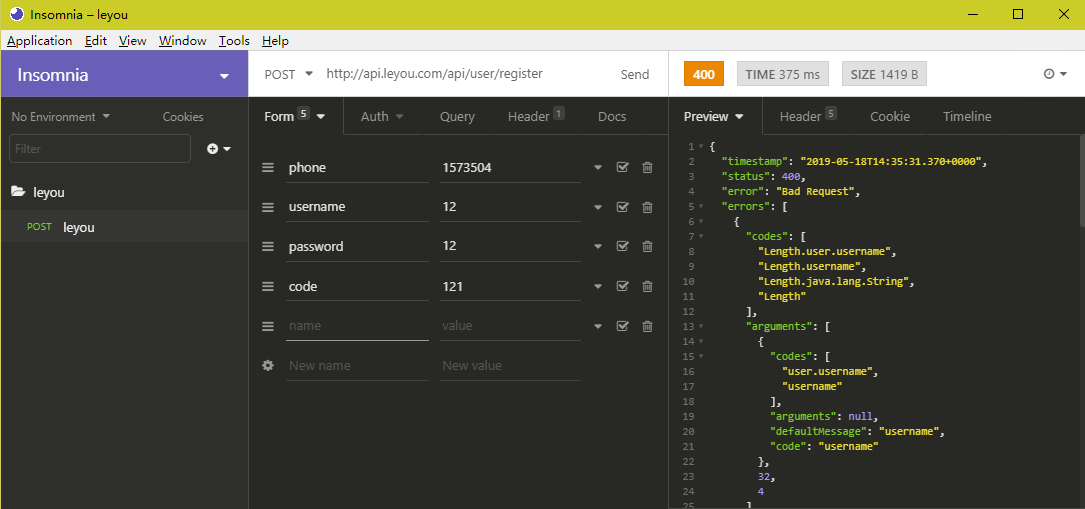 Insomnia – leyou
Application Edit View Window Tools Help
Insomnia
POST http://api.leyou.com/api/user/register Send
400 TIME 375 ms SIZE 1419 B
No Environment Cookies
Form 5 Auth Query Header 1 Docs
Preview Header 5 Cookie Timeline
Filter
leyou
POST leyou
phone 1573504
username 12
password 12
code 121
name value
New name New value
1 {
2 "timestamp": "2019-05-18T14:35:31.370+0000",
3 "status": 400,
4 "error": "Bad Request",
5 "errors": [
6 {
7 "codes": [
8 "Length.user.username",
9 "Length.username",
10 "Length.java.lang.String",
11 "Length"
12 ],
13 "arguments": [
14 {
15 "codes": [
16 "user.username",
17 "username"
18 ],
19 "arguments": null,
20 "defaultMessage": "username",
21 "code": "username"
22 },
23 32,
24 4
25 ]